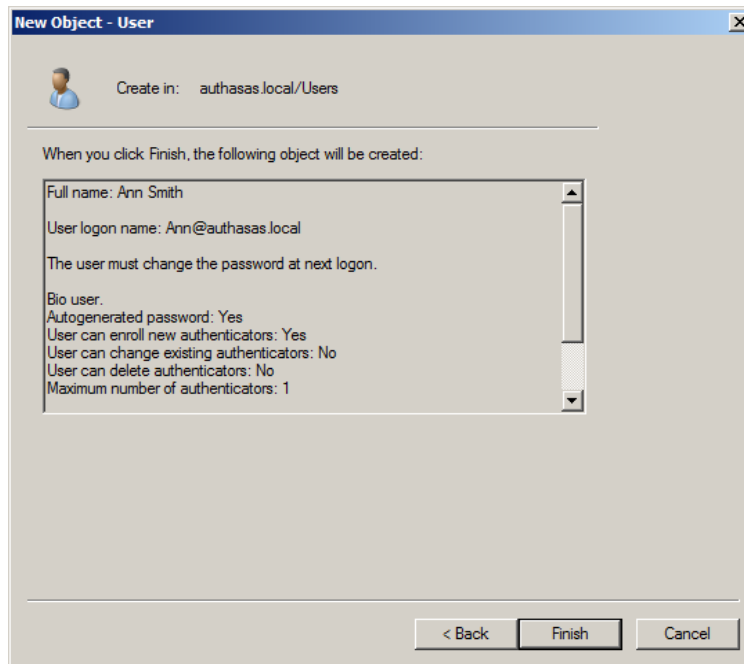 New Object - User
Create in: authasas.local/Users
When you click Finish, the following object will be created:
Full name: Ann Smith
User logon name: Ann@authasas.local
The user must change the password at next logon.
Bio user.
Autogenerated password: Yes
User can enroll new authenticators: Yes
User can change existing authenticators: No
User can delete authenticators: No
Maximum number of authenticators: 1
< Back
Finish
Cancel